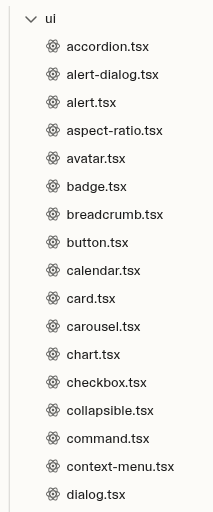 ui
accordion.tsx
alert-dialog.tsx
alert.tsx
aspect-ratio.tsx
avatar.tsx
badge.tsx
breadcrumb.tsx
button.tsx
calendar.tsx
card.tsx
carousel.tsx
chart.tsx
checkbox.tsx
collapsible.tsx
command.tsx
context-menu.tsx
dialog.tsx